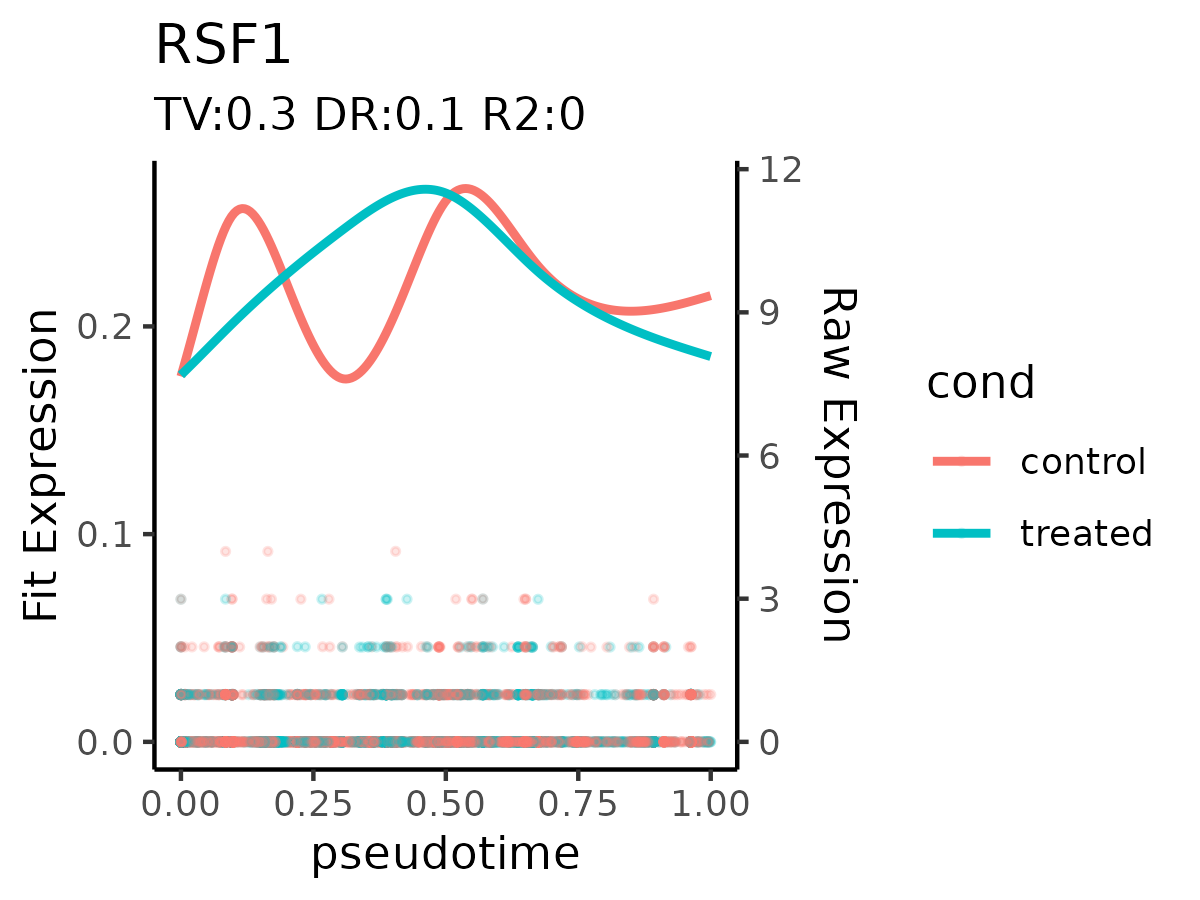 RSF1
TV:0.3 DR:0.1 R2:0
Fit Expression
0.2
0.1
0.0
12
9
6
3
0
Raw Expression
0.00 0.25 0.50 0.75 1.00
pseudotime
cond
control
treated